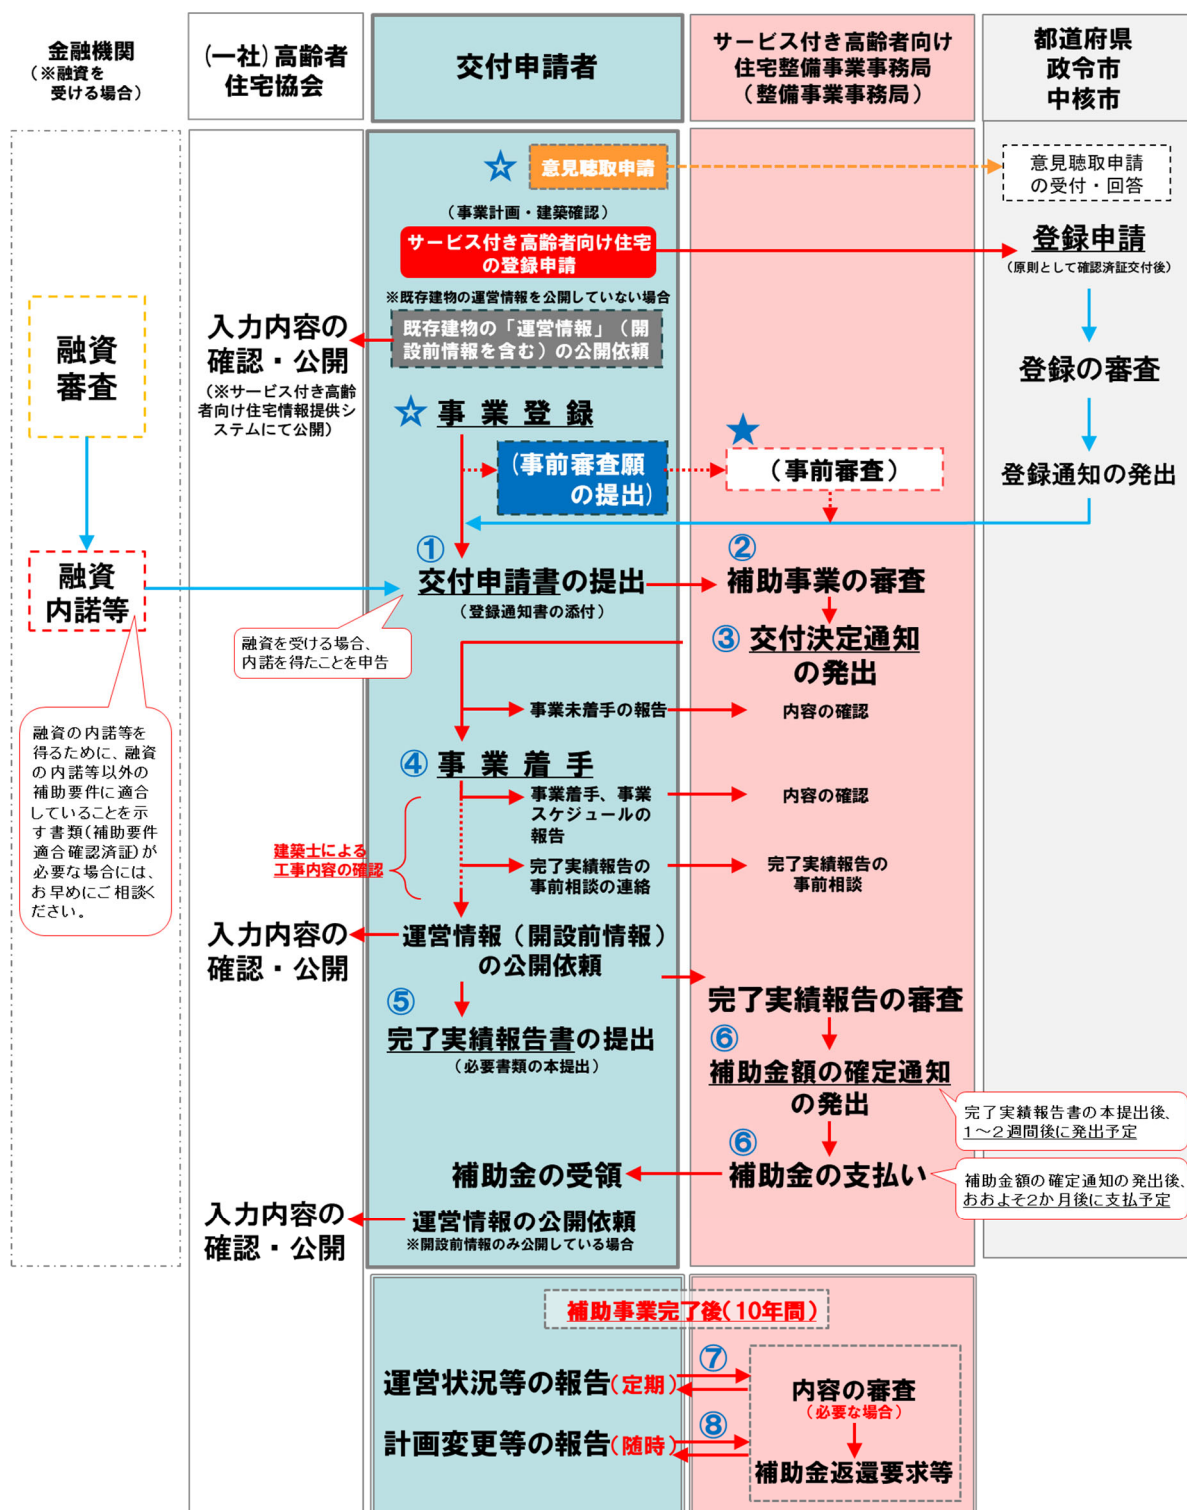 金融機関
(※融資を
受ける場合)
(一社)高齢者
住宅協会
交付申請者
サービス付き高齢者向け
住宅整備事業事務局
(整備事業事務局)
都道府県
政令市
中核市
☆
意見聴取申請
意見聴取申請
の受付・回答
(事業計画・建築確認)
サービス付き高齢者向け住宅
の登録申請
登録申請
(原則として確認済証交付後)
※既存建物の運営情報を公開していない場合
既存建物の「運営情報」(開
設前情報を含む)の公開依頼
入力内容の
確認・公開
(※サービス付き高齢
者向け住宅情報提供シ
ステムにて公開)
融資
審査
登録の審査
☆ 事業登録
(事前審査願
の提出)
★
(事前審査)
登録通知の発出
融資
内諾等
①
交付申請書の提出
(登録通知書の添付)
②
補助事業の審査
融資を受ける場合、
内諾を得たことを申告
③ 交付決定通知
の発出
事業未着手の報告
内容の確認
融資の内諾等を
得るために、融資
の内諾等以外の
補助要件に適合
していることを示
す書類(補助要件
適合確認済証)が
必要な場合には、
お早めにご相談く
ださい。
④ 事業着手
事業着手、事業
スケジュールの
報告
内容の確認
建築士による
工事内容の確認
完了実績報告の
事前相談の連絡
完了実績報告の
事前相談
入力内容の
確認・公開
運営情報(開設前情報)
の公開依頼
⑤
完了実績報告書の提出
(必要書類の本提出)
完了実績報告の審査
⑥
補助金額の確定通知
の発出
完了実績報告書の本提出後、
1～2週間後に発出予定
⑥
補助金の支払い
補助金の受領
補助金額の確定通知の発出後、
おおよそ2か月後に支払予定
入力内容の
確認・公開
運営情報の公開依頼
※開設前情報のみ公開している場合
補助事業完了後(10年間)
運営状況等の報告(定期)
⑦
内容の審査
(必要な場合)
計画変更等の報告(随時)
⑧
補助金返還要求等